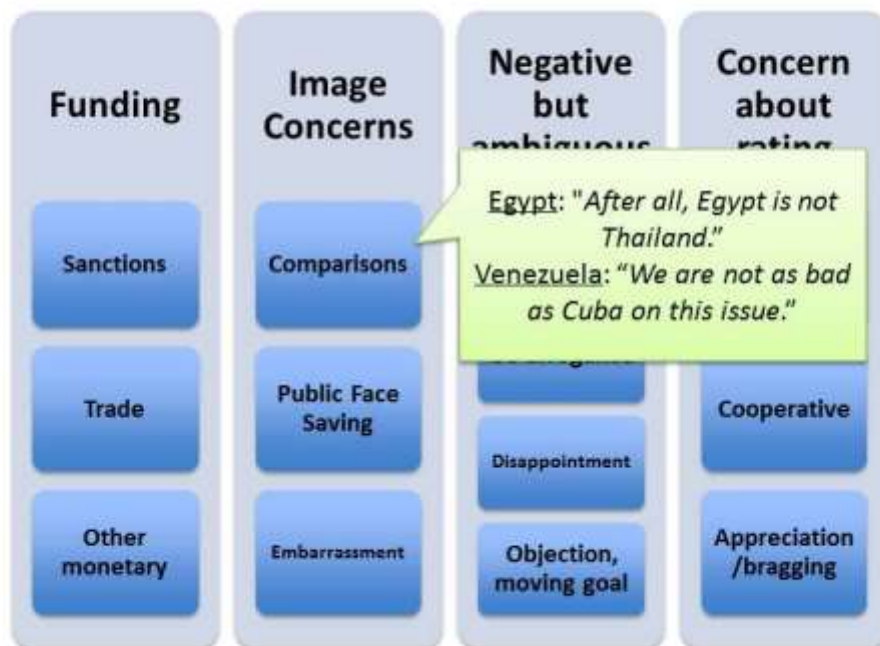 Funding
Sanctions
Trade
Other
monetary
Image
Concerns
Comparisons
Public Face
Saving
Embarrassment
Negative
but
ambiguous
Disappointment
Objection,
moving goal
Concern
about
rating
Cooperative
Appreciation
/bragging
Egypt: "After all, Egypt is not
Thailand."
Venezuela: “We are not as bad
as Cuba on this issue.”